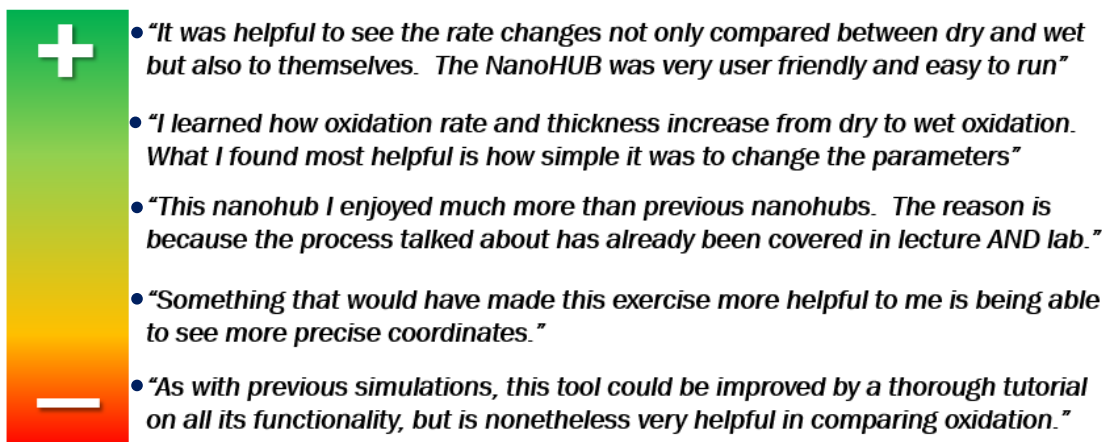 +
• “It was helpful to see the rate changes not only compared between dry and wet
but also to themselves. The NanoHUB was very user friendly and easy to run”
• “I learned how oxidation rate and thickness increase from dry to wet oxidation.
What I found most helpful is how simple it was to change the parameters”
• “This nanohub I enjoyed much more than previous nanohubs. The reason is
because the process talked about has already been covered in lecture AND lab.”
• “Something that would have made this exercise more helpful to me is being able
to see more precise coordinates.”
• “As with previous simulations, this tool could be improved by a thorough tutorial
on all its functionality, but is nonetheless very helpful in comparing oxidation.”
—